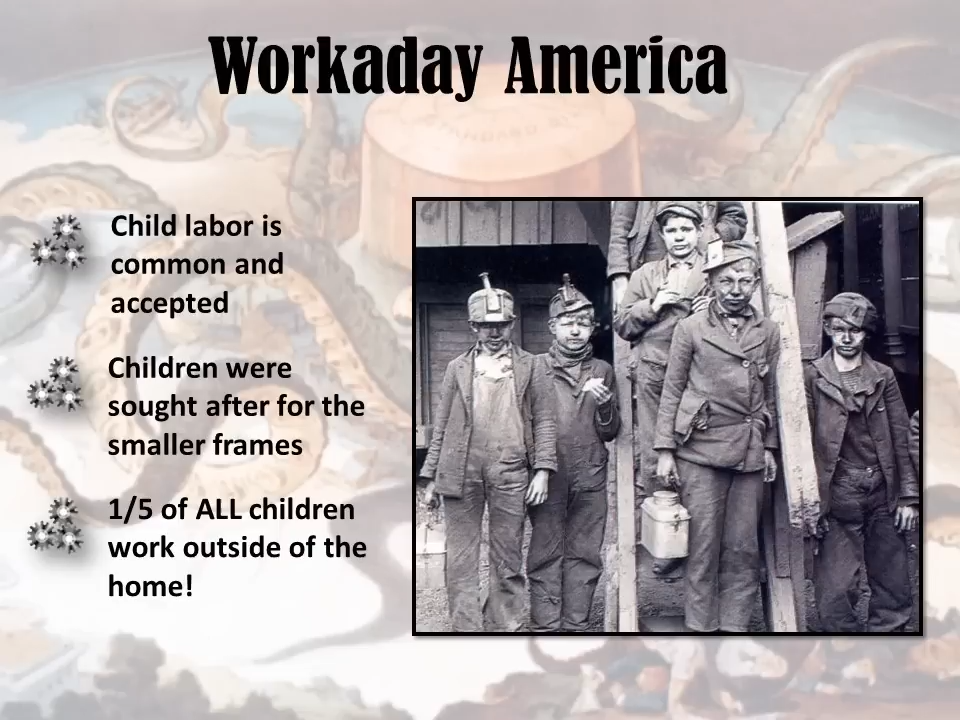 Workaday America
STANDARD
Child labor is
common and
accepted
Children were
sought after for the
smaller frames
1/5 of ALL children
work outside of the
home!